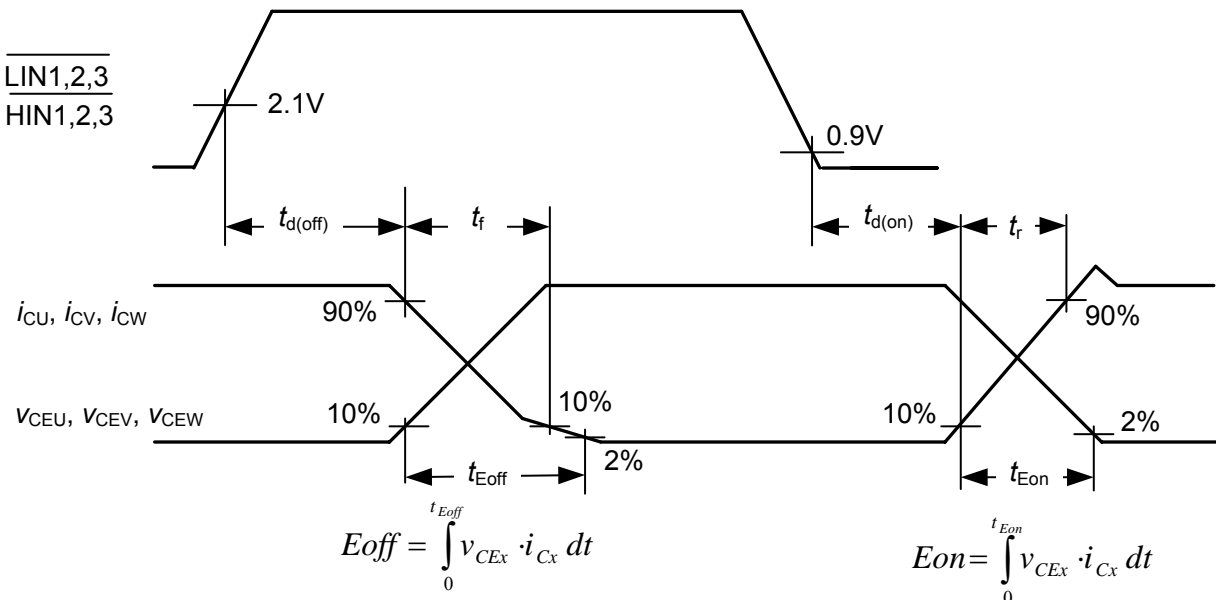 LIN1,2,3
HIN1,2,3
2.1V
0.9V
td(off)
tf
td(on)
tr
iCU, iCV, iCW
90%
90%
vCEU, vCEV, vCEW
10%
10%
10%
2%
2%
tEoff
tEon
Eoff = ∫0^tEoff vCEx · iCx dt
Eon = ∫0^tEon vCEx · iCx dt